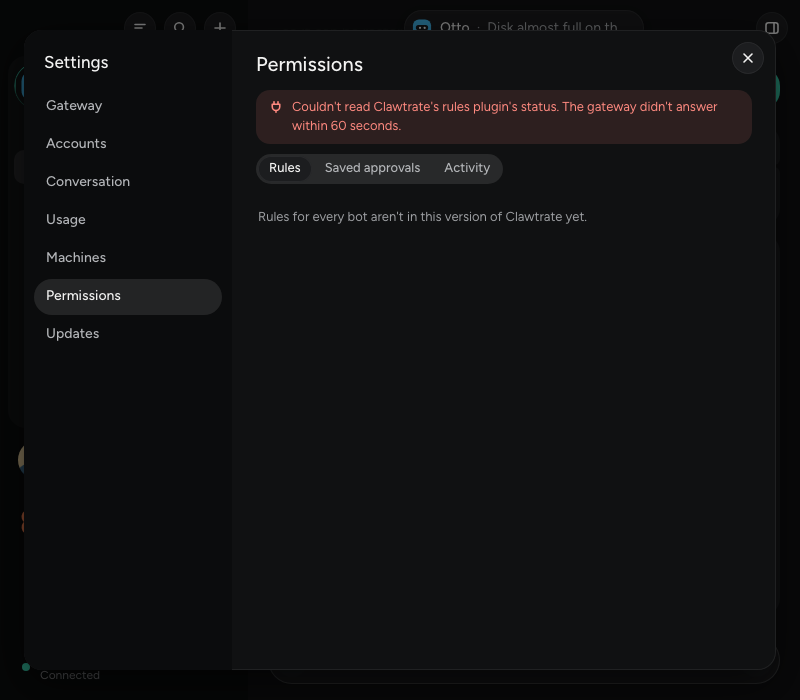 Otto · Disk almost full on th
Settings
Gateway
Accounts
Conversation
Usage
Machines
Permissions
Updates
Permissions
Couldn't read Clawtrate's rules plugin's status. The gateway didn't answer
within 60 seconds.
Rules Saved approvals Activity
Rules for every bot aren't in this version of Clawtrate yet.
Connected